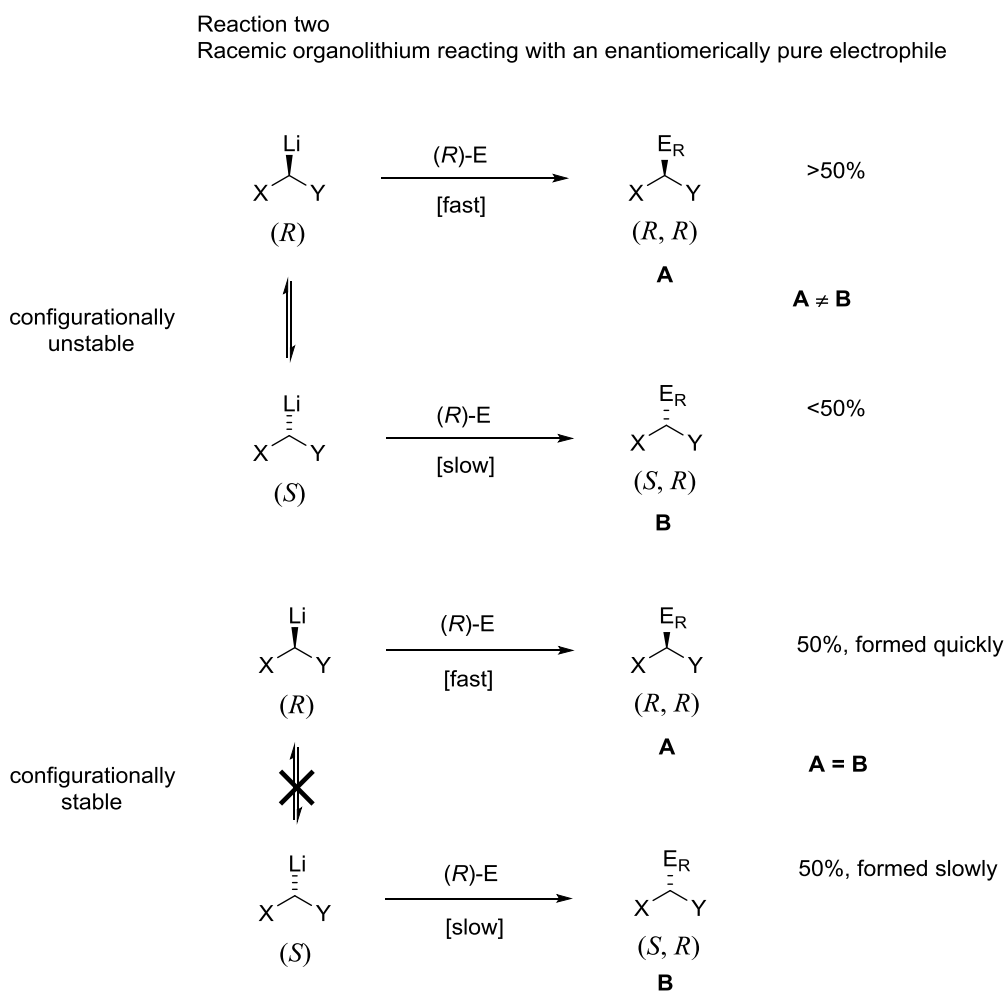 Reaction two
Racemic organolithium reacting with an enantiomerically pure electrophile
Li
X
Y
(R)
(R)-E
[fast]
E_R
X
Y
(R, R)
A
>50%
configurationally
unstable
A ≠ B
Li
X
Y
(S)
(R)-E
[slow]
E_R
X
Y
(S, R)
B
<50%
Li
X
Y
(R)
(R)-E
[fast]
E_R
X
Y
(R, R)
A
50%, formed quickly
configurationally
stable
A = B
Li
X
Y
(S)
(R)-E
[slow]
E_R
X
Y
(S, R)
B
50%, formed slowly